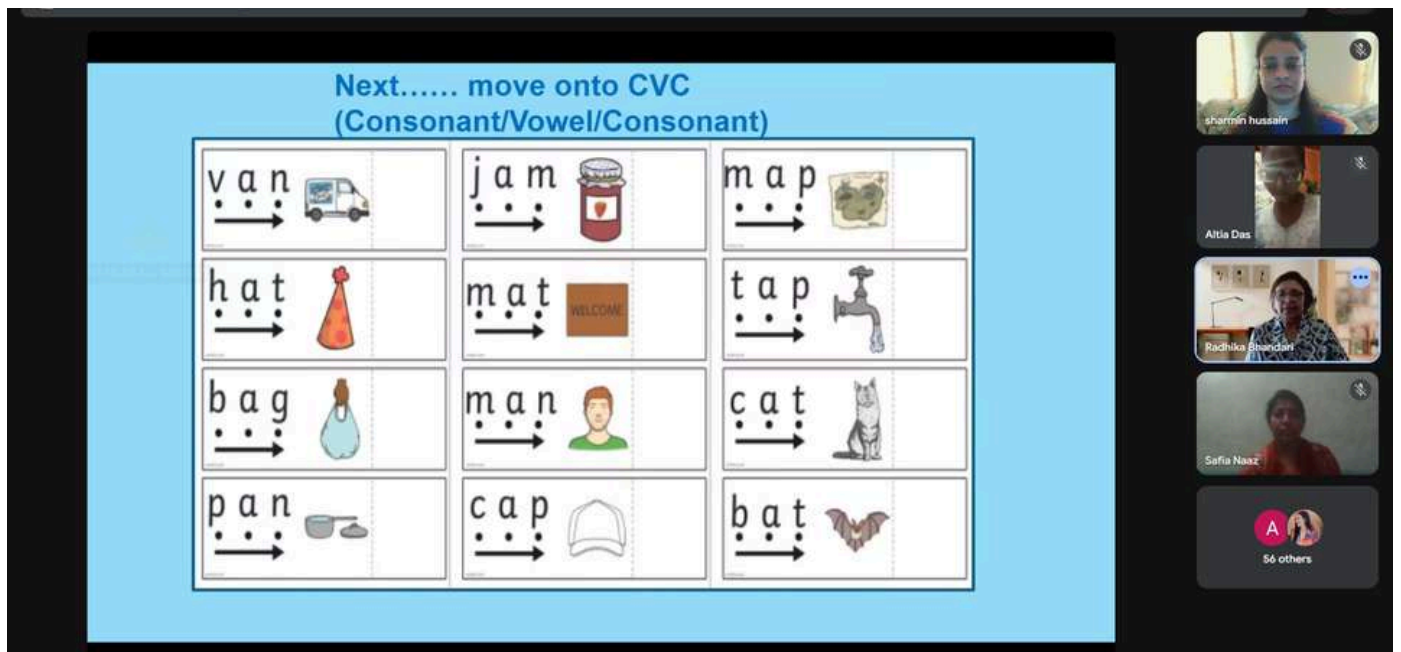 Next…… move onto CVC
(Consonant/Vowel/Consonant)
van
jam
map
hat
mat
WELCOME
tap
bag
man
cat
pan
cap
bat
sharmin hussain
Altia Das
Radhika Bhandari
Safia Naaz
A
56 others